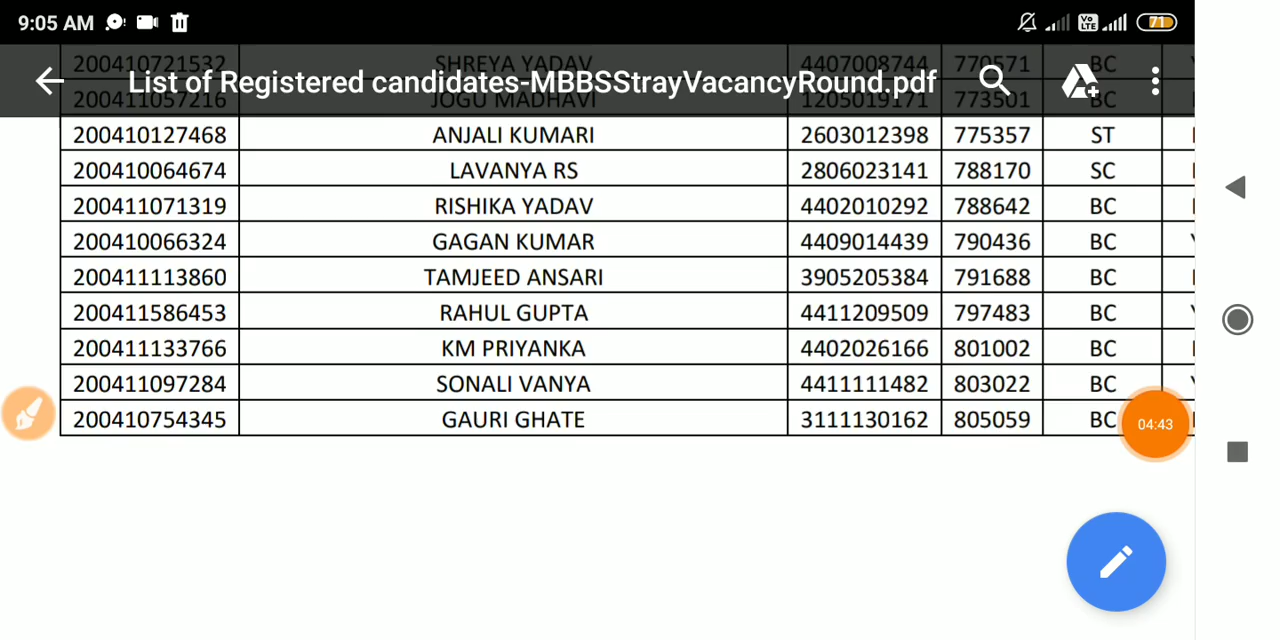 9:05 AM 71
200410721532 SHREYA YADAV 4407008744 770571 BC
List of Registered candidates-MBBSStrayVacancyRound.pdf
200411057216 JOGU MADHAVI 1205019171 773501 BC
200410127468 ANJALI KUMARI 2603012398 775357 ST
200410064674 LAVANYA RS 2806023141 788170 SC
200411071319 RISHIKA YADAV 4402010292 788642 BC
200410066324 GAGAN KUMAR 4409014439 790436 BC
200411113860 TAMJEED ANSARI 3905205384 791688 BC
200411586453 RAHUL GUPTA 4411209509 797483 BC
200411133766 KM PRIYANKA 4402026166 801002 BC
200411097284 SONALI VANYA 4411111482 803022 BC
200410754345 GAURI GHATE 3111130162 805059 BC
04:43